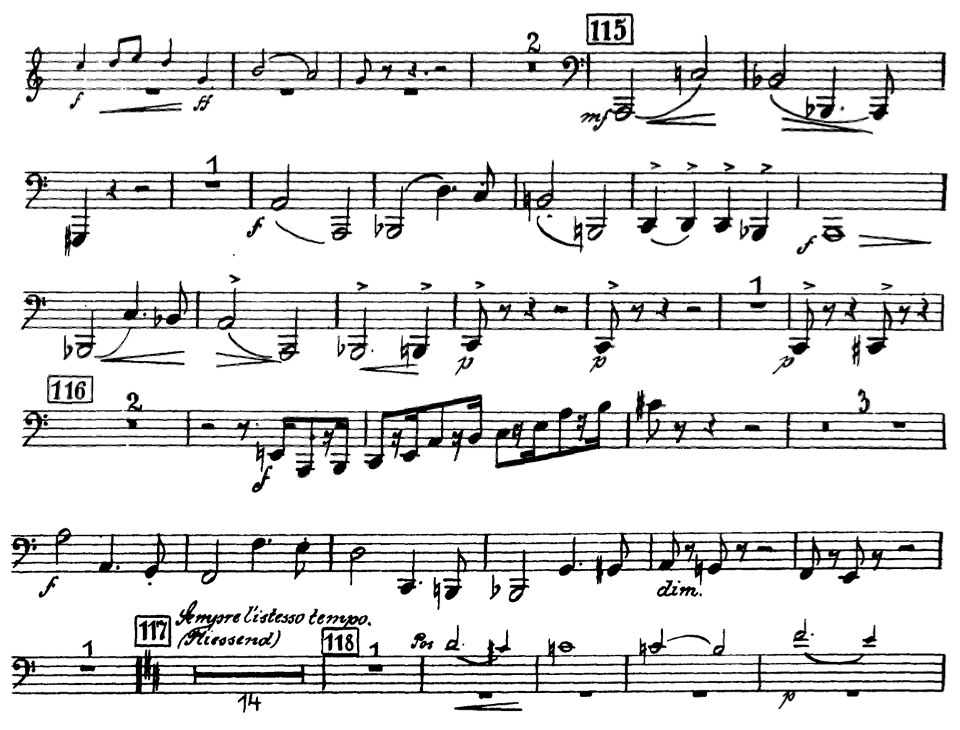 2 115
f ff mf
1
f f
1
p p p
116
2 3
f
f dim.
117 Sempre l'istesso tempo.
(Fliessend)
118
1 1 Pos
14 p